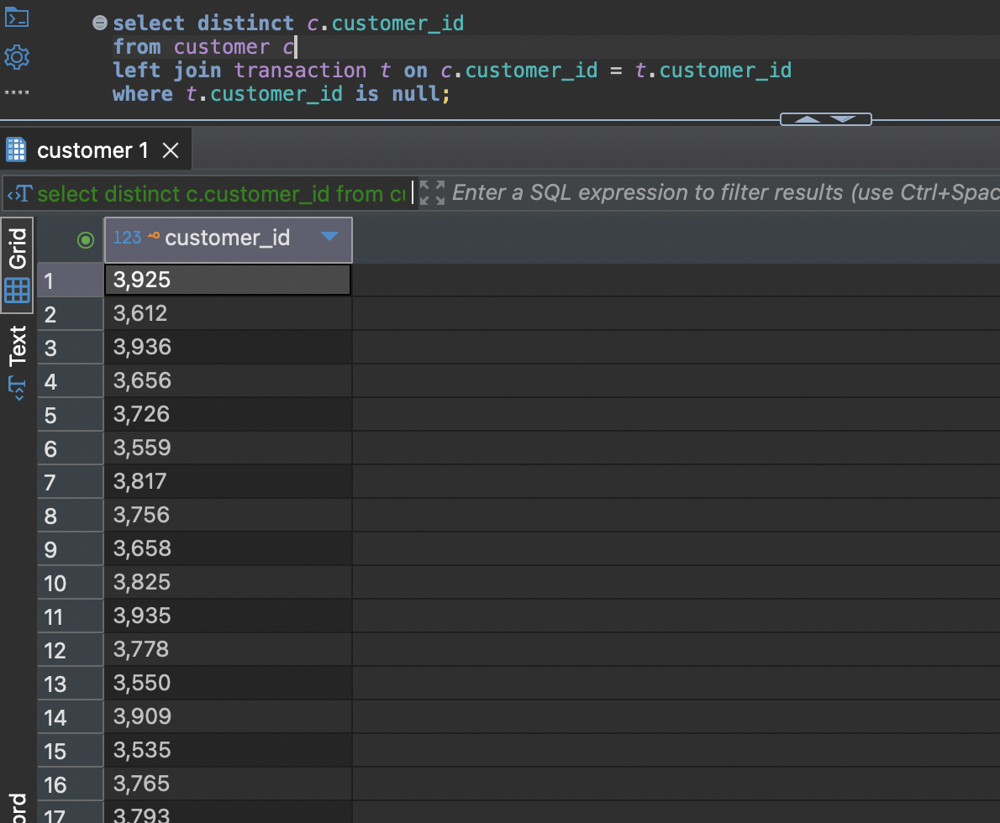 select distinct c.customer_id
from customer c
left join transaction t on c.customer_id = t.customer_id
where t.customer_id is null;
customer 1
select distinct c.customer_id from cu
Enter a SQL expression to filter results (use Ctrl+Spac
Grid
Text
ord
123 customer_id
1 3,925
2 3,612
3 3,936
4 3,656
5 3,726
6 3,559
7 3,817
8 3,756
9 3,658
10 3,825
11 3,935
12 3,778
13 3,550
14 3,909
15 3,535
16 3,765
17 3,793